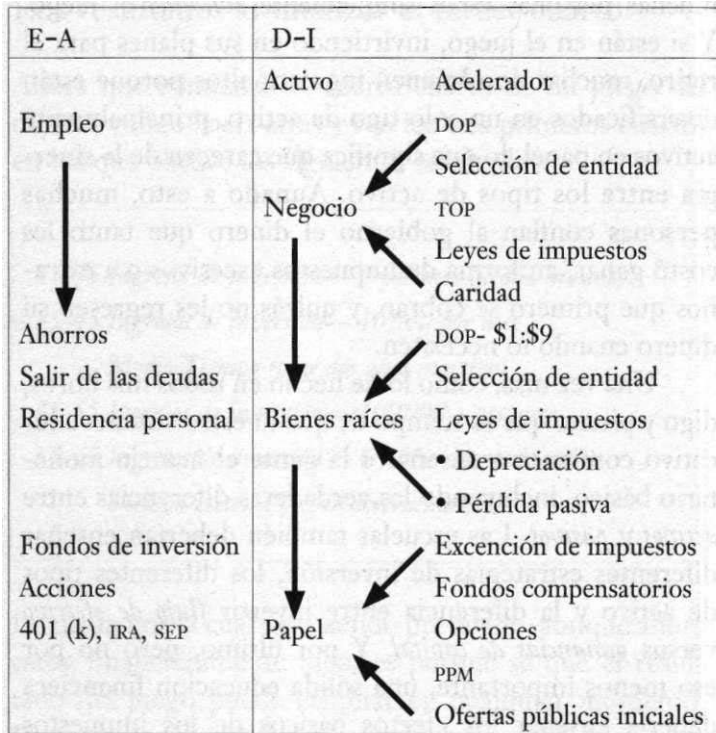 E-A D-I
Activo Acelerador
Empleo DOP
Selección de entidad
Negocio TOP
Leyes de impuestos
Caridad
Ahorros DOP– $1:$9
Salir de las deudas Selección de entidad
Residencia personal Bienes raíces Leyes de impuestos
• Depreciación
• Pérdida pasiva
Fondos de inversión Excención de impuestos
Acciones Fondos compensatorios
401 (k), IRA, SEP Papel Opciones
PPM
Ofertas públicas iniciales